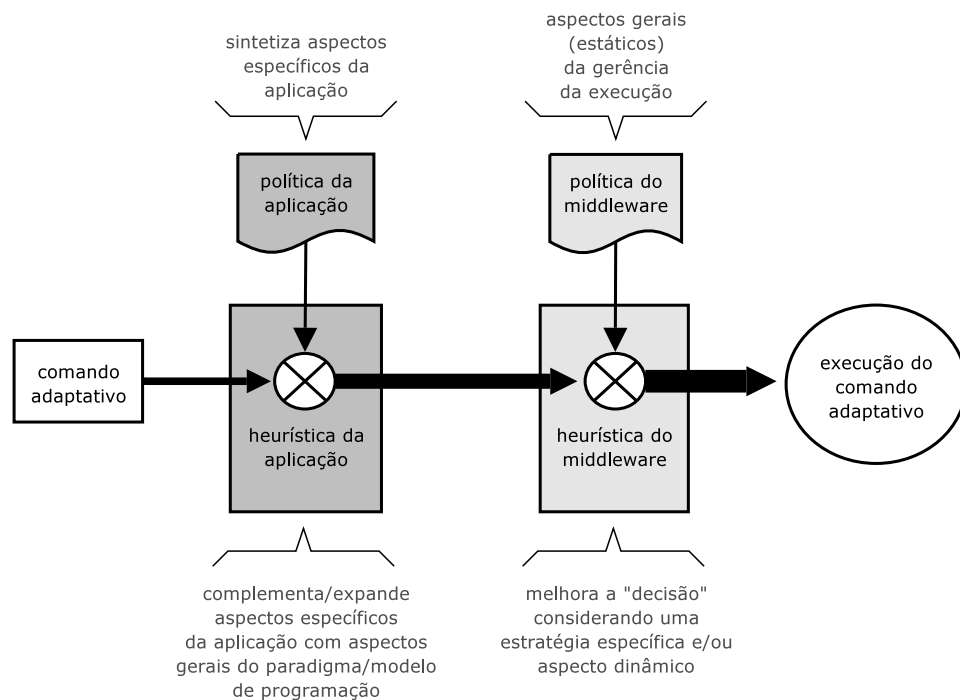 sintetiza aspectos
específicos da
aplicação
aspectos gerais
(estáticos)
da gerência
da execução
política da
aplicação
política do
middleware
comando
adaptativo
heurística da
aplicação
heurística do
middleware
execução do
comando
adaptativo
complementa/expande
aspectos específicos
da aplicação com aspectos
gerais do paradigma/modelo
de programação
melhora a "decisão"
considerando uma
estratégia específica e/ou
aspecto dinâmico